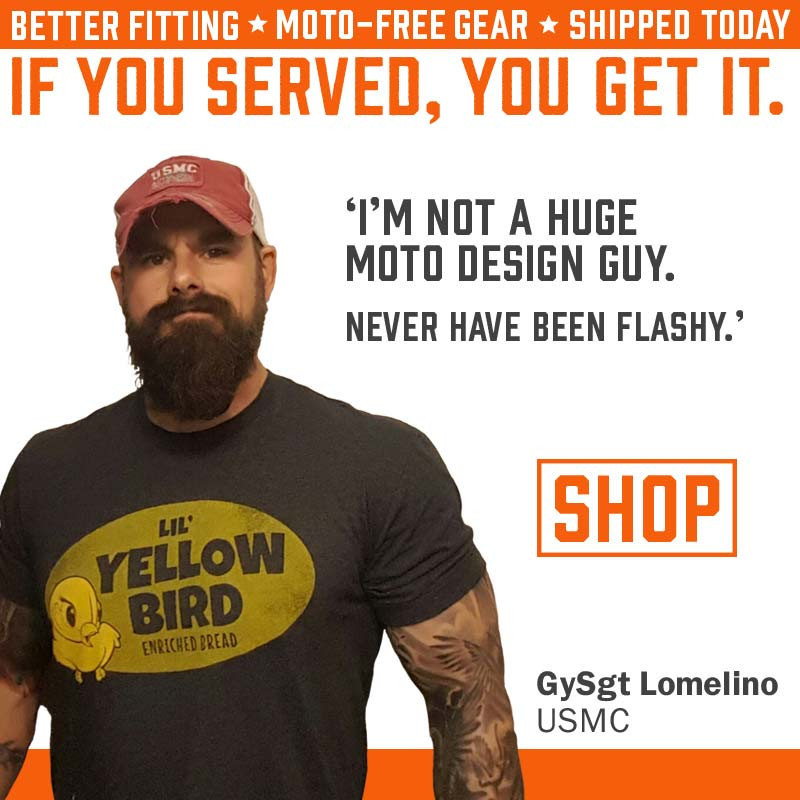 BETTER FITTING ★ MOTO-FREE GEAR ★ SHIPPED TODAY
IF YOU SERVED, YOU GET IT.
USMC
‘I’M NOT A HUGE
MOTO DESIGN GUY.
NEVER HAVE BEEN FLASHY.’
SHOP
LIL'
YELLOW
BIRD
ENRICHED BREAD
GySgt Lomelino
USMC